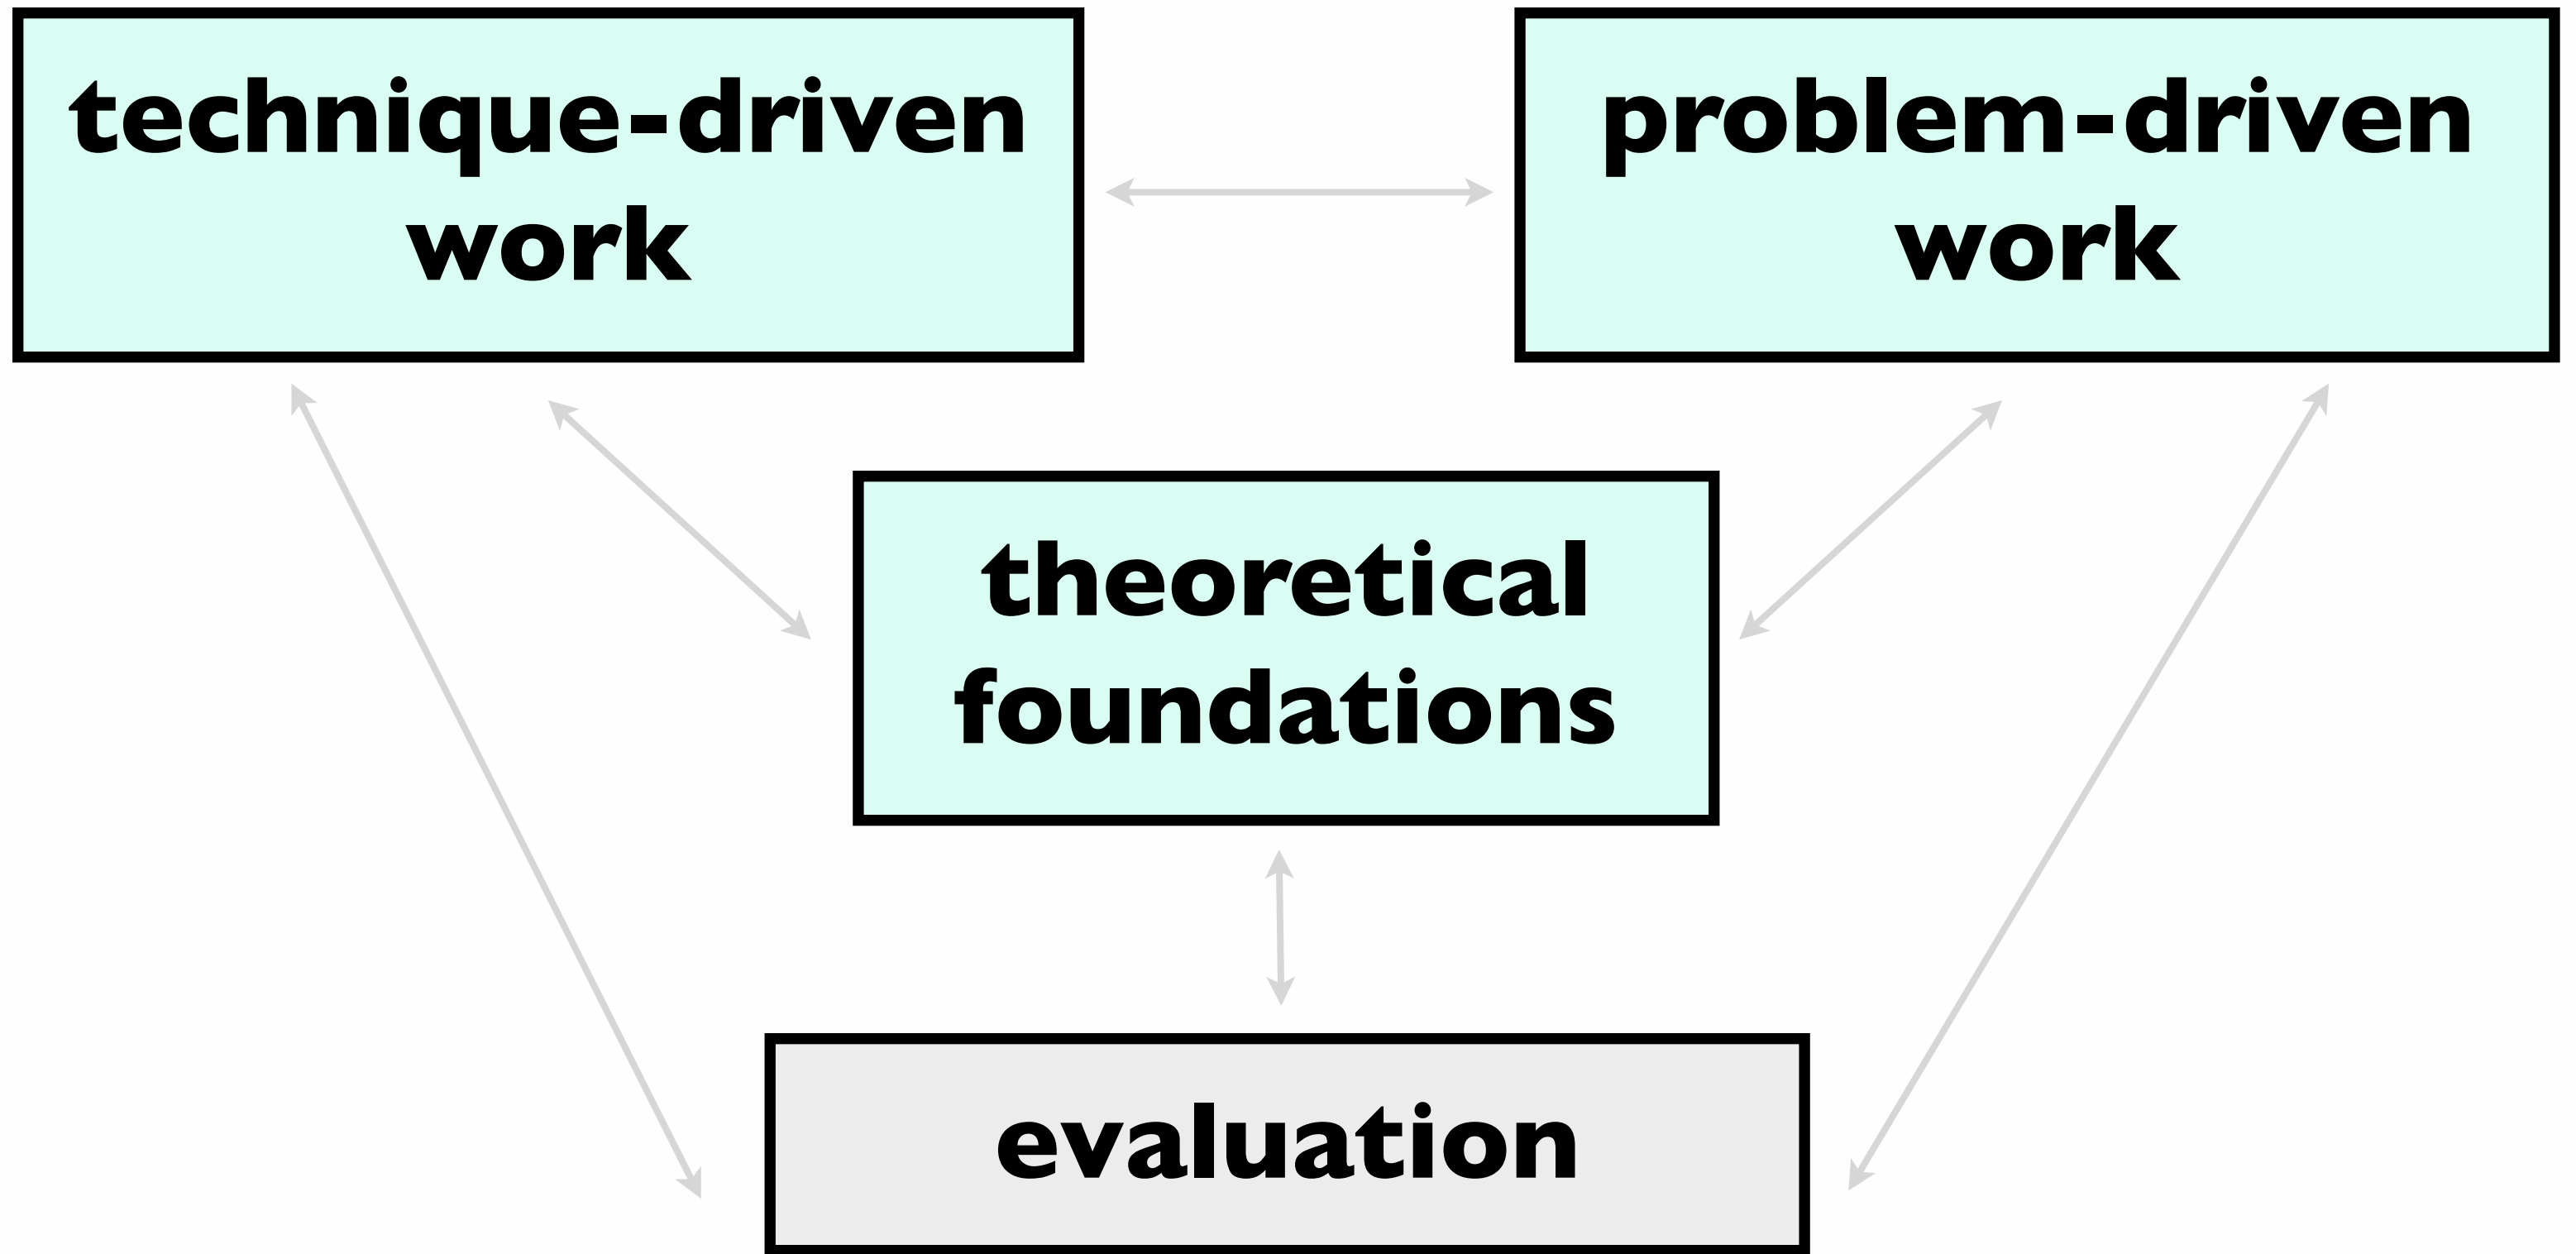 technique-driven
work
problem-driven
work
theoretical
foundations
evaluation